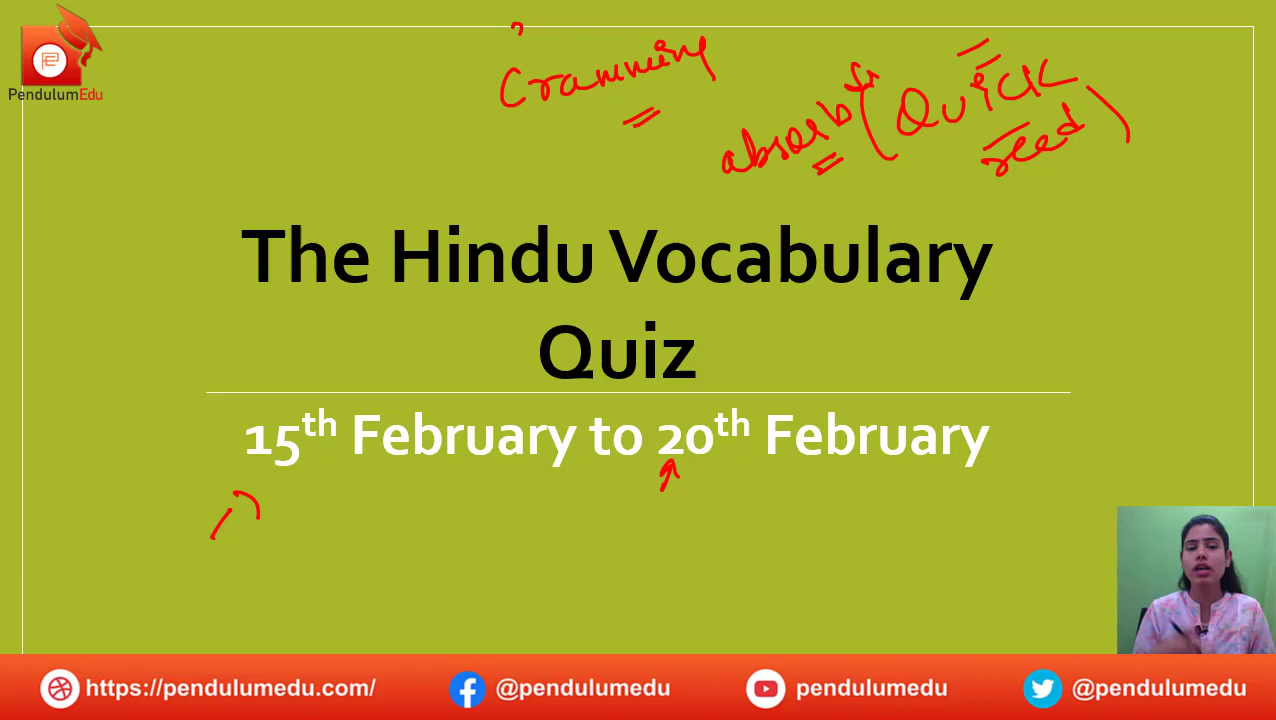 Cramming
absorb
(Quick
read)
PendulumEdu
The Hindu Vocabulary
Quiz
15th February to 20th February
https://pendulumedu.com/
@pendulumedu
pendulumedu
@pendulumedu